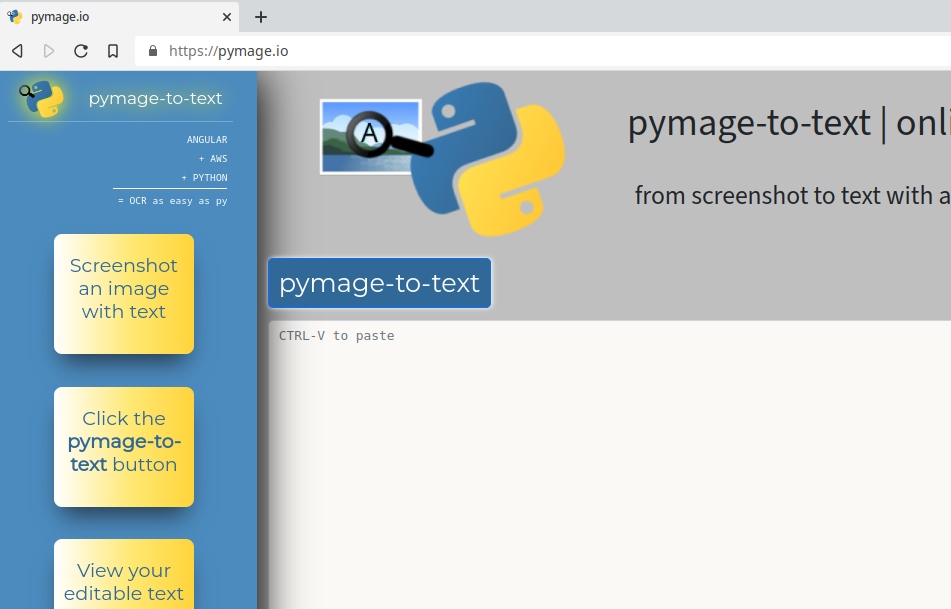 pymage.io
https://pymage.io
pymage-to-text
ANGULAR
+ AWS
+ PYTHON
= OCR as easy as py
Screenshot
an image
with text
Click the
pymage-to-
text button
View your
editable text
A
pymage-to-text |
from screenshot to text with a
pymage-to-text
CTRL-V to paste